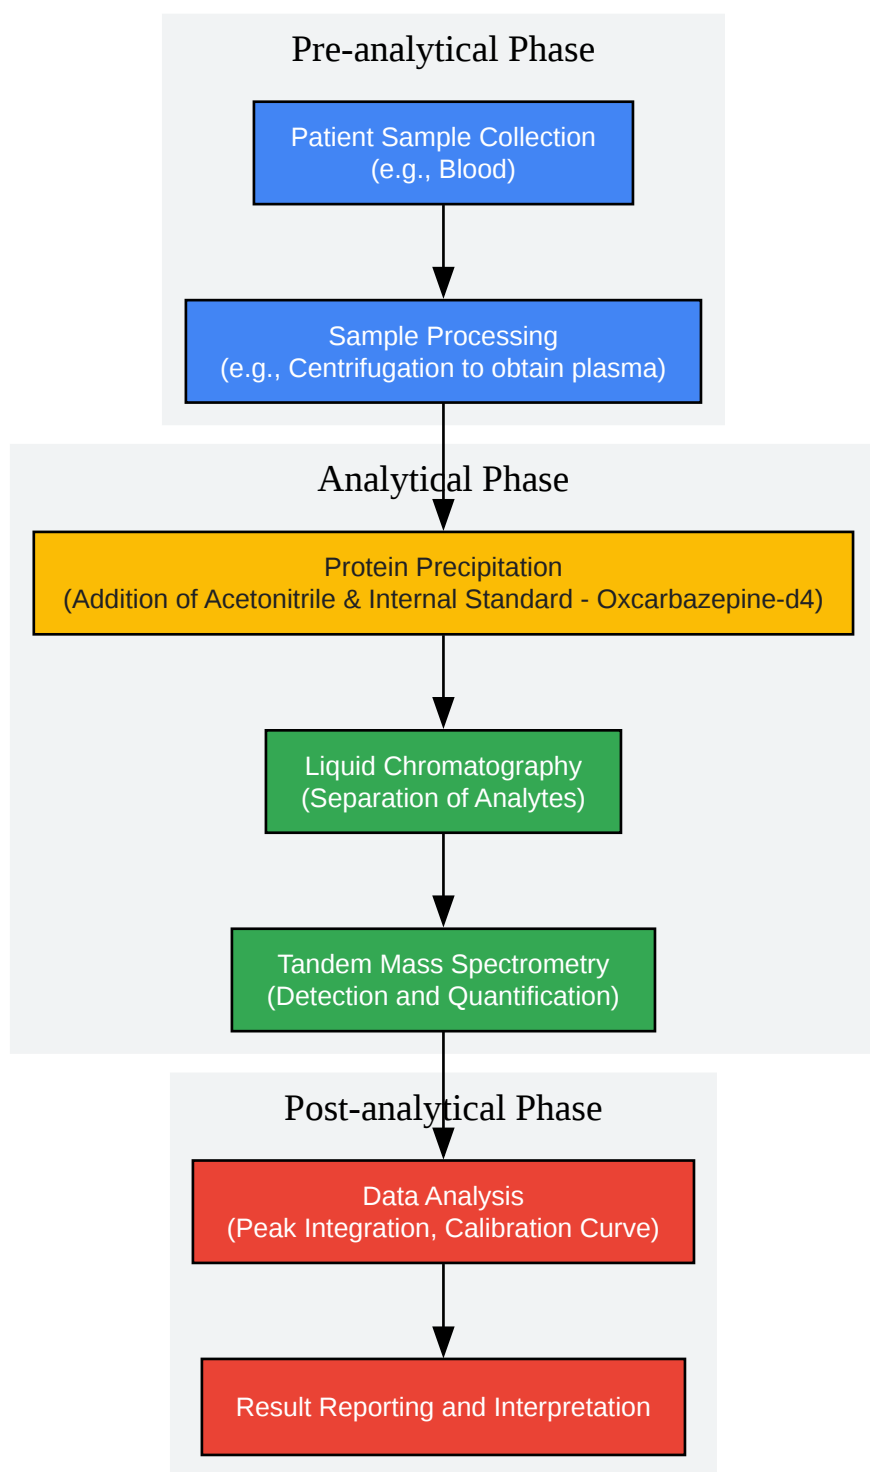 Pre-analytical Phase
Patient Sample Collection
(e.g., Blood)
Sample Processing
(e.g., Centrifugation to obtain plasma)
Analytical Phase
Protein Precipitation
(Addition of Acetonitrile & Internal Standard - Oxcarbazepine-d4)
Liquid Chromatography
(Separation of Analytes)
Tandem Mass Spectrometry
(Detection and Quantification)
Post-analytical Phase
Data Analysis
(Peak Integration, Calibration Curve)
Result Reporting and Interpretation